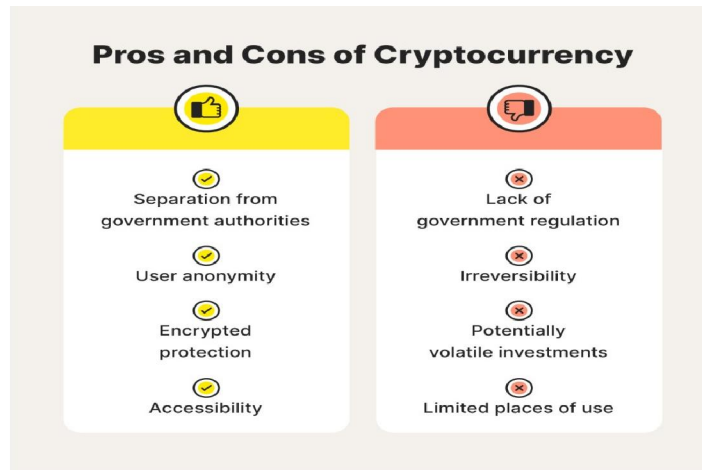 Pros and Cons of Cryptocurrency
Separation from
government authorities
User anonymity
Encrypted
protection
Accessibility
Lack of
government regulation
Irreversibility
Potentially
volatile investments
Limited places of use